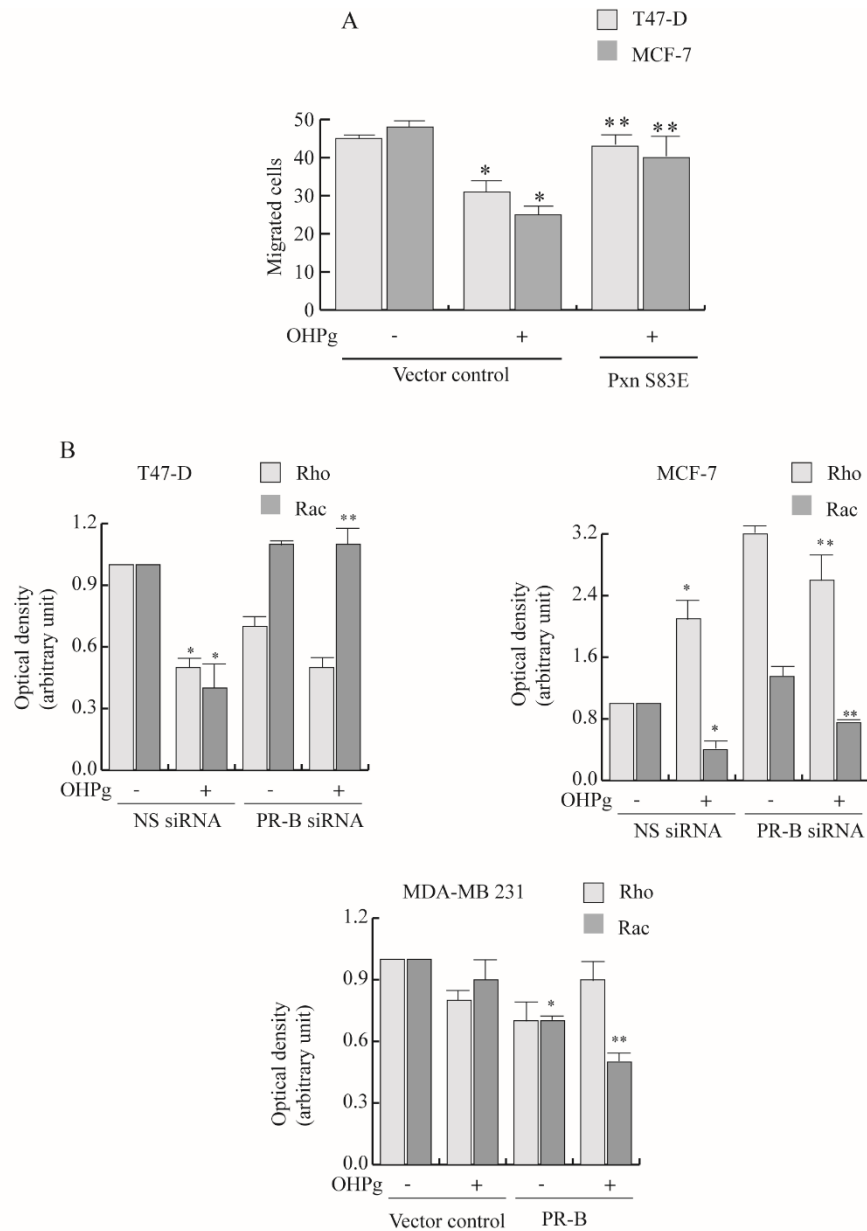 A
T47-D
MCF-7
Migrated cells
50
40
30
20
10
0
*
*
**
**
OHPg - + +
Vector control Pxn S83E
B
T47-D
Rho
Rac
Optical density
(arbitrary unit)
1.2
0.9
0.6
0.3
0.0
* *
**
OHPg - + - +
NS siRNA PR-B siRNA
MCF-7
Rho
Rac
Optical density
(arbitrary unit)
3.2
2.4
1.6
0.8
0.0
*
*
**
**
OHPg - + - +
NS siRNA PR-B siRNA
MDA-MB 231
Rho
Rac
Optical density
(arbitrary unit)
1.2
0.9
0.6
0.3
0.0
*
**
OHPg - + - +
Vector control PR-B